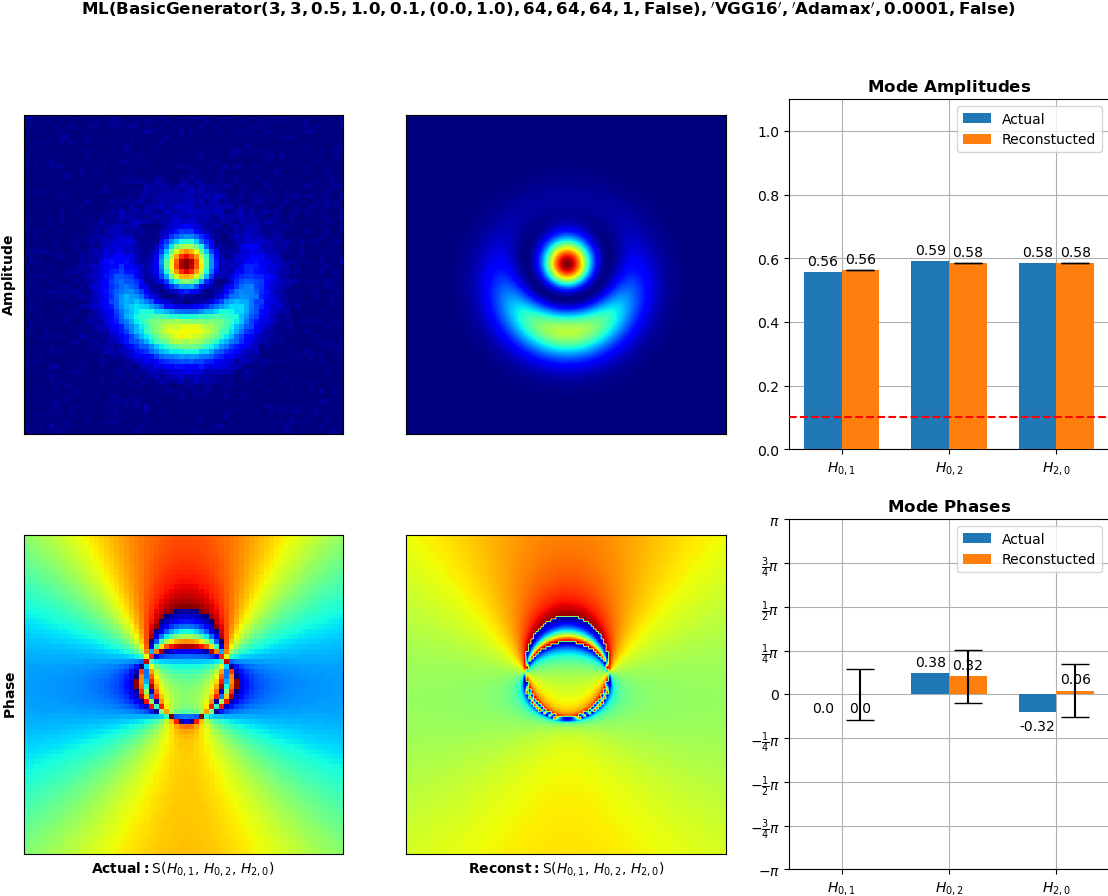 ML(BasicGenerator(3, 3, 0.5, 1.0, 0.1, (0.0, 1.0), 64, 64, 64, 1, False), ′VGG16′, ′Adamax′, 0.0001, False)
Mode Amplitudes
Actual
Reconstucted
1.0
0.8
0.6
0.4
0.2
0.0
0.56 0.56 0.59 0.58 0.58 0.58
H0,1 H0,2 H2,0
Amplitude
Mode Phases
Actual
Reconstucted
π
3/4π
1/2π
1/4π
0
−1/4π
−1/2π
−3/4π
−π
0.0 0.0 0.38 0.32 -0.32 0.06
H0,1 H0,2 H2,0
Phase
Actual: S(H0,1, H0,2, H2,0)
Reconst: S(H0,1, H0,2, H2,0)